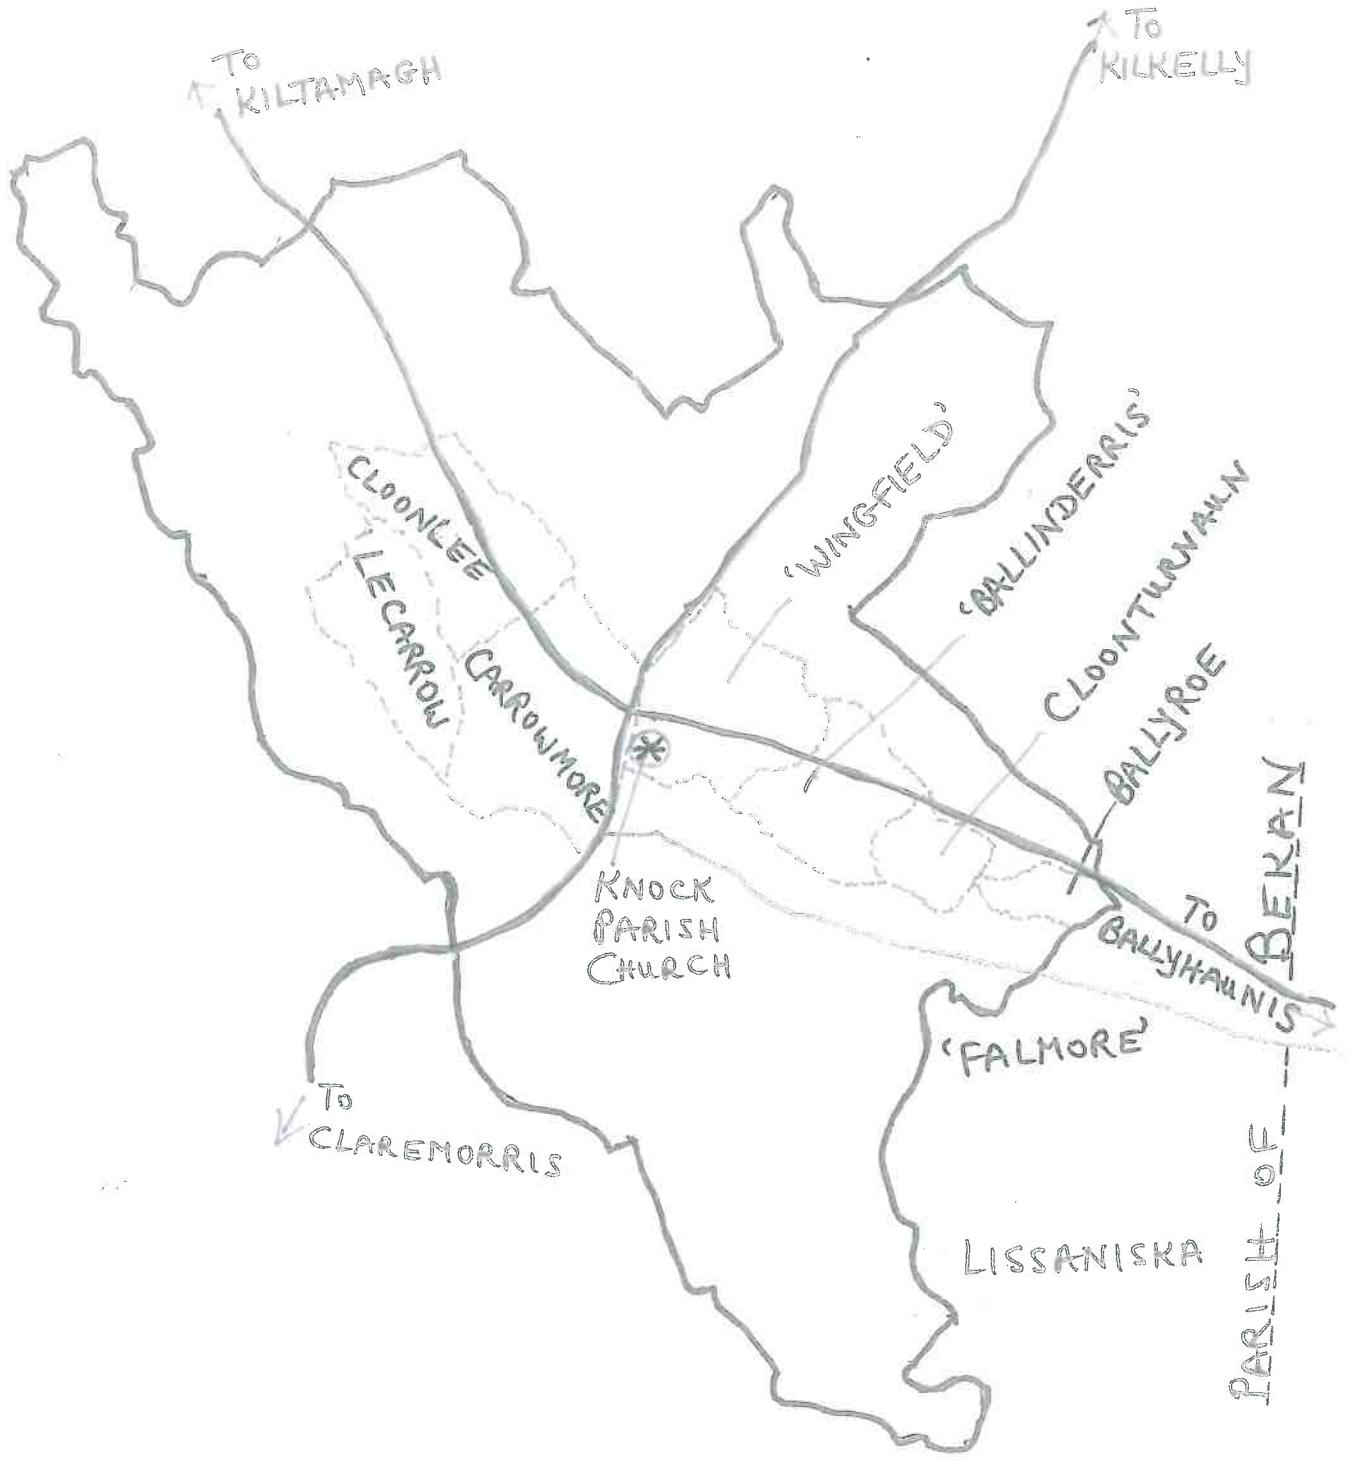 To
KILTAMAGH
To
KILKELLY
'WINGFIELD'
'BALLINDERRIS'
CLOONTURNAUN
BALLYROE
CLOONLEE
LECARROW
CARROWMORE
KNOCK
PARISH
CHURCH
To
BALLYHAUNIS
'FALMORE'
To
CLAREMORRIS
LISSANISKA
PARISH OF BEKAN